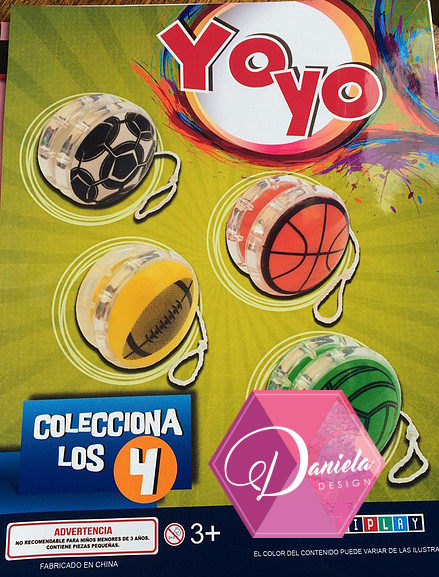 Yoyo
COLECCIONA
LOS 4
Daniela
DESIGN
IPLAY
ADVERTENCIA
NO RECOMENDABLE PARA NIÑOS MENORES DE 3 AÑOS.
CONTIENE PIEZAS PEQUEÑAS.
3+
FABRICADO EN CHINA
EL COLOR DEL CONTENIDO PUEDE VARIAR DE LAS ILUSTRA